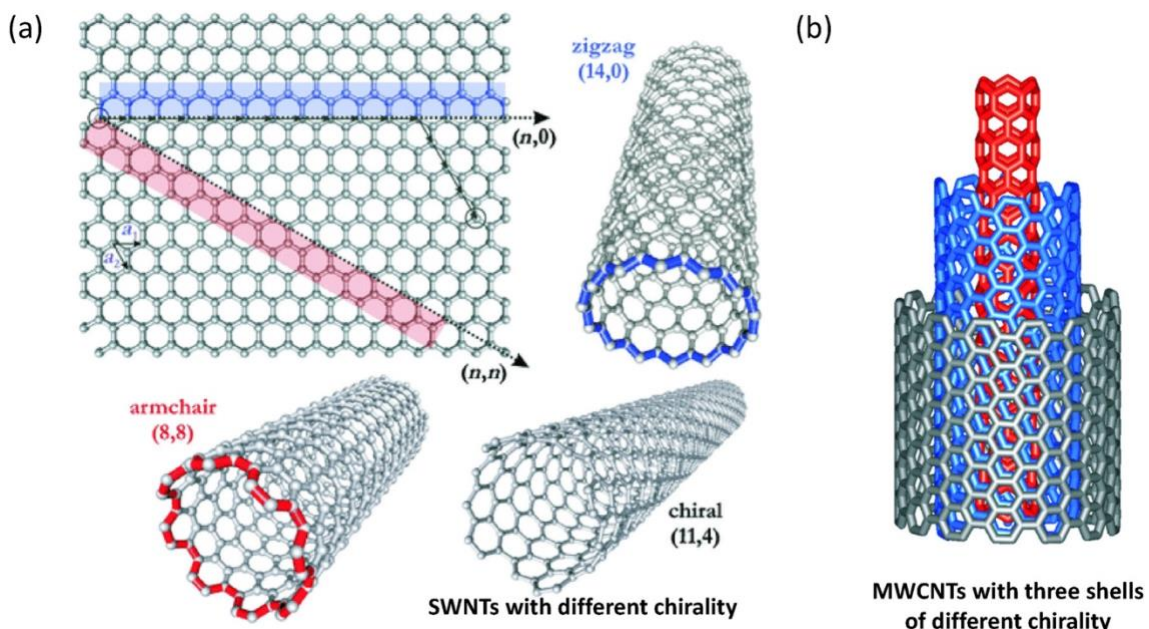 (a)
zigzag
(14,0)
(n,0)
a₁
a₂
(n,n)
armchair
(8,8)
chiral
(11,4)
SWNTs with different chirality
(b)
MWCNTs with three shells
of different chirality